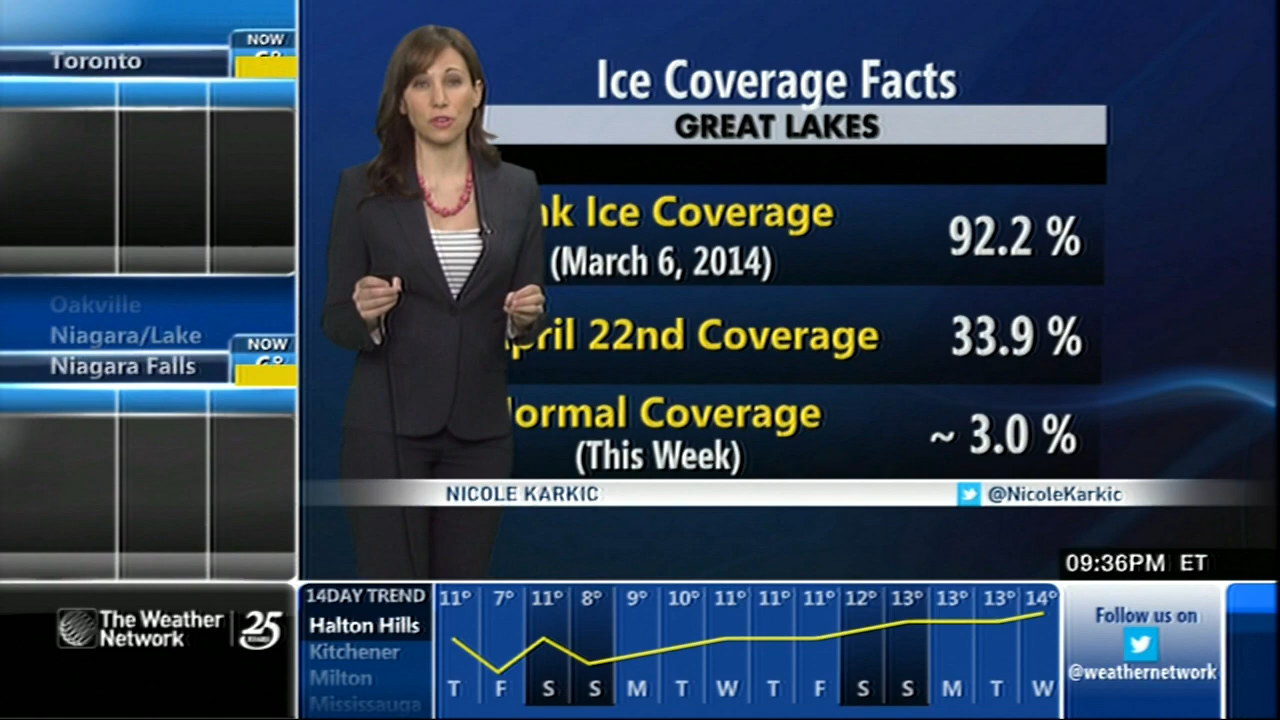 Toronto
NOW
Oakville
Niagara/Lake
Niagara Falls
NOW
Ice Coverage Facts
GREAT LAKES
Ice Coverage
(March 6, 2014)
92.2 %
22nd Coverage
33.9 %
Coverage
(This Week)
~ 3.0 %
NICOLE KARKIC
@NicoleKarkic
09:36PM ET
The Weather
Network
25
14DAY TREND
Halton Hills
Kitchener
Milton
Mississauga
11° 7° 11° 8° 9° 10° 11° 11° 11° 12° 13° 13° 13° 14°
T F S S M T W T F S S M T W
Follow us on
@weathernetwork